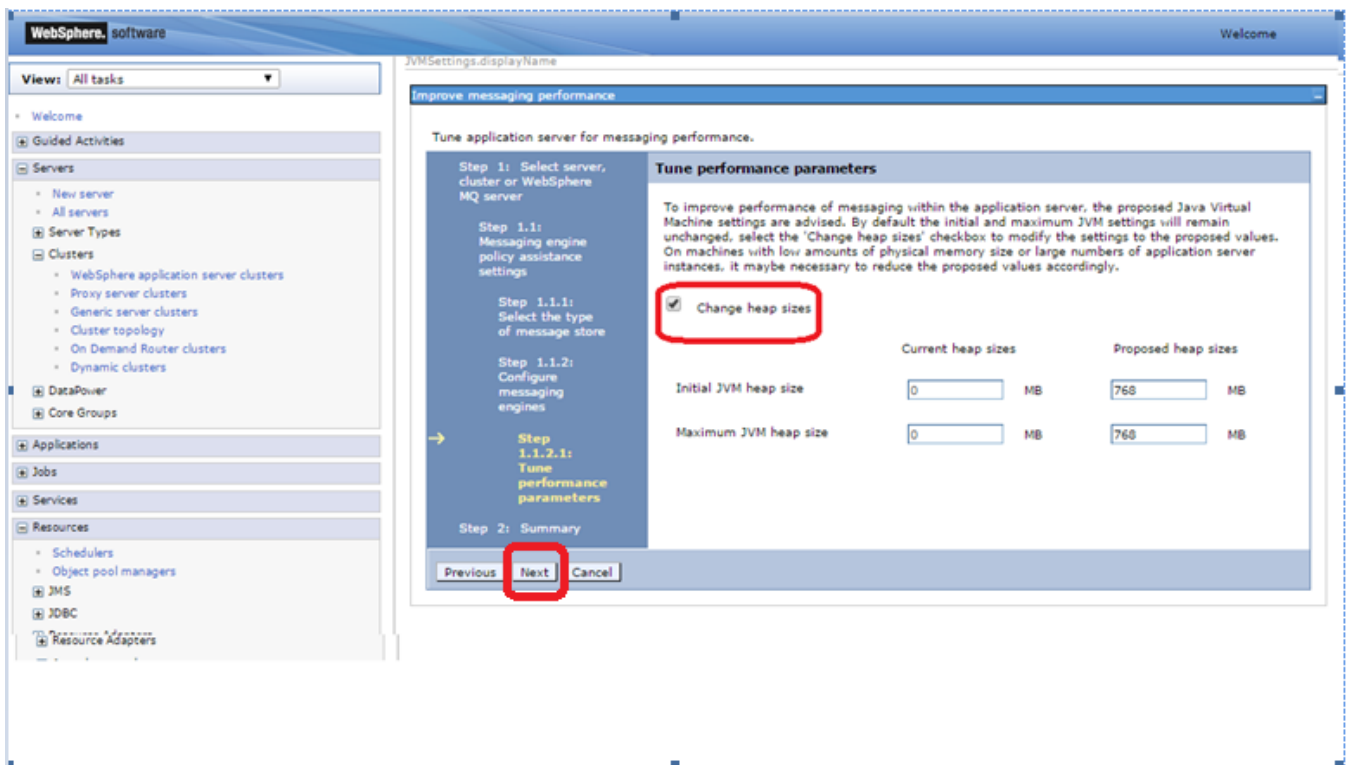 WebSphere. software
Welcome
View: All tasks
Welcome
Guided Activities
Servers
New server
All servers
Server Types
Clusters
WebSphere application server clusters
Proxy server clusters
Generic server clusters
Cluster topology
On Demand Router clusters
Dynamic clusters
DataPower
Core Groups
Applications
Jobs
Services
Resources
Schedulers
Object pool managers
JMS
JDBC
Resource Adapters
JVMSettings.displayName
Improve messaging performance
Tune application server for messaging performance.
Step 1: Select server,
cluster or WebSphere
MQ server
Step 1.1:
Messaging engine
policy assistance
settings
Step 1.1.1:
Select the type
of message store
Step 1.1.2:
Configure
messaging
engines
Step
1.1.2.1:
Tune
performance
parameters
Step 2: Summary
Tune performance parameters
To improve performance of messaging within the application server, the proposed Java Virtual
Machine settings are advised. By default the initial and maximum JVM settings will remain
unchanged, select the 'Change heap sizes' checkbox to modify the settings to the proposed values.
On machines with low amounts of physical memory size or large numbers of application server
instances, it maybe necessary to reduce the proposed values accordingly.
Change heap sizes
Current heap sizes Proposed heap sizes
Initial JVM heap size 0 MB 768 MB
Maximum JVM heap size 0 MB 768 MB
Previous Next Cancel